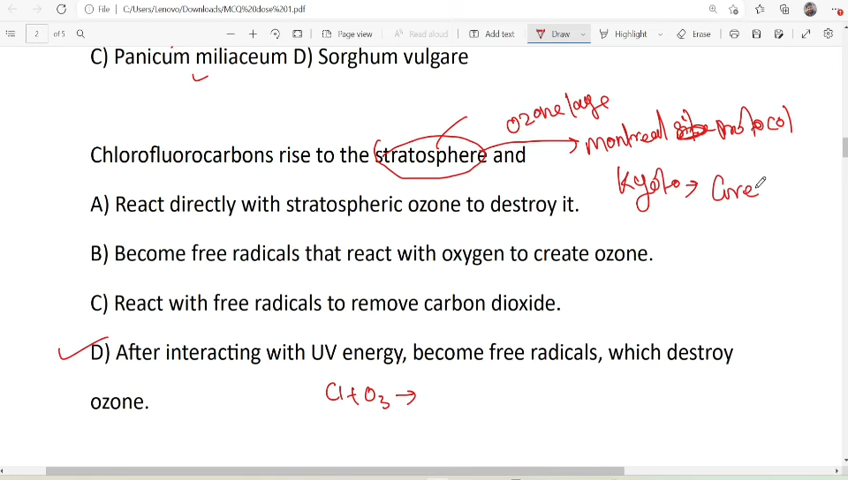 File C:/Users/Lenovo/Downloads/MCQ%20dose%201.pdf
2 of 5 Page view Read aloud Add text Draw Highlight Erase
C) Panicum miliaceum D) Sorghum vulgare
ozone laye
Montreal protocol
Chlorofluorocarbons rise to the stratosphere and
Kyoto → Gree
A) React directly with stratospheric ozone to destroy it.
B) Become free radicals that react with oxygen to create ozone.
C) React with free radicals to remove carbon dioxide.
D) After interacting with UV energy, become free radicals, which destroy
ozone.
Cl + O3 →